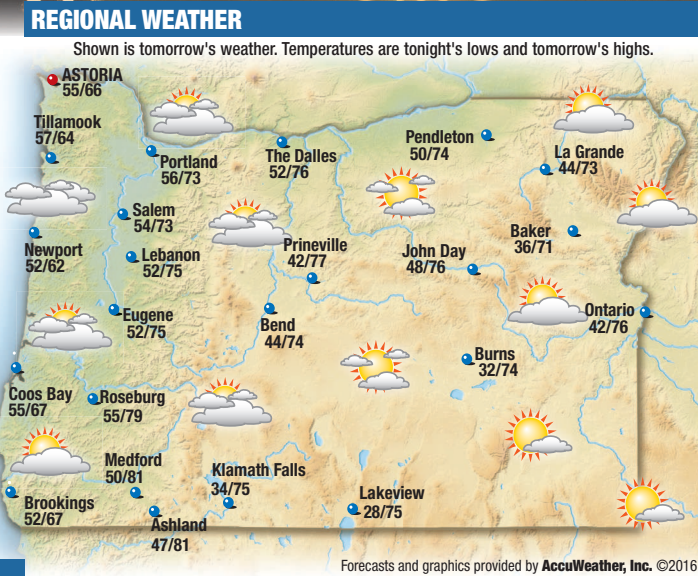 REGIONAL WEATHER
Shown is tomorrow's weather. Temperatures are tonight's lows and tomorrow's highs.
ASTORIA
55/66
Tillamook
57/64
Portland
56/73
The Dalles
52/76
Pendleton
50/74
La Grande
44/73
Salem
54/73
Newport
52/62
Lebanon
52/75
Prineville
42/77
John Day
48/76
Baker
36/71
Eugene
52/75
Bend
44/74
Ontario
42/76
Burns
32/74
Coos Bay
55/67
Roseburg
55/79
Medford
50/81
Klamath Falls
34/75
Lakeview
28/75
Brookings
52/67
Ashland
47/81
Forecasts and graphics provided by AccuWeather, Inc. ©2016